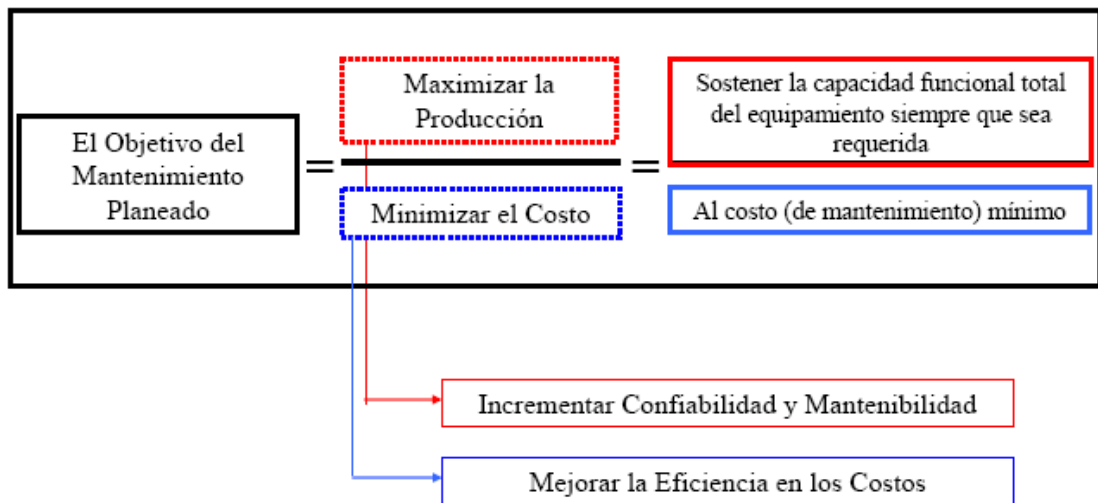 El Objetivo del
Mantenimiento
Planeado
=
Maximizar la
Producción
Minimizar el Costo
=
Sostener la capacidad funcional total
del equipamiento siempre que sea
requerida
Al costo (de mantenimiento) mínimo
Incrementar Confiabilidad y Mantenibilidad
Mejorar la Eficiencia en los Costos